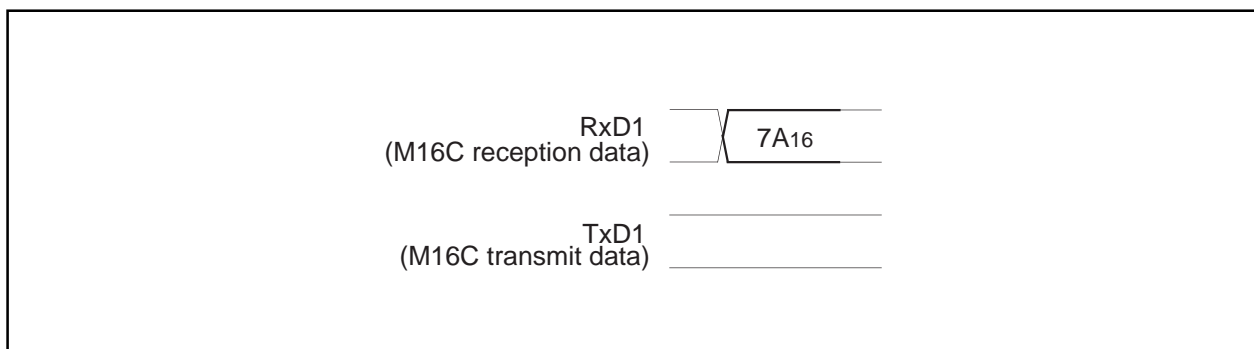 RxD1
(M16C reception data)
7A16
TxD1
(M16C transmit data)